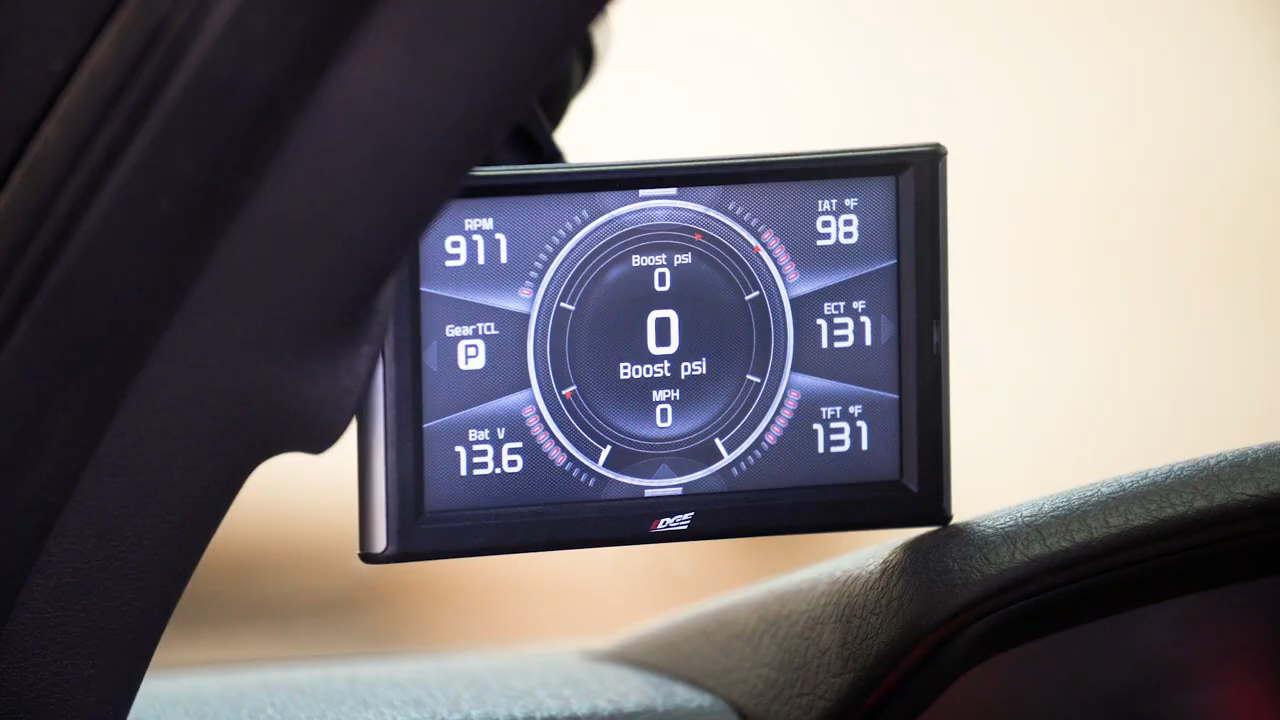 RPM
911
GearTCL
P
Bat V
13.6
Boost psi
0
0
Boost psi
MPH
0
IAT °F
98
ECT °F
131
TFT °F
131
EDGE